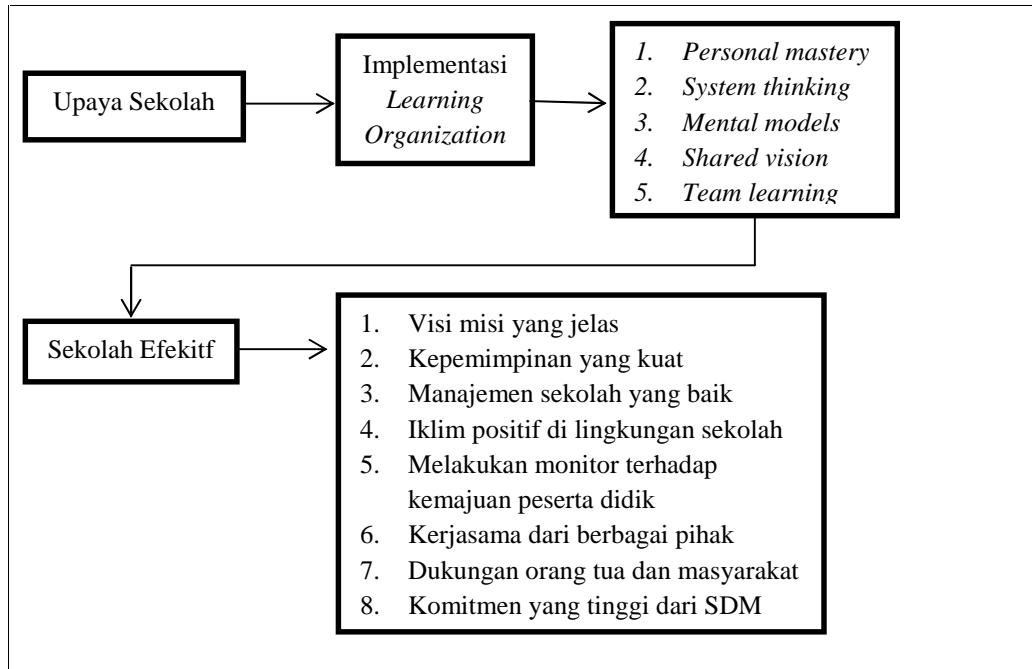 Upaya Sekolah
Implementasi
Learning
Organization
1. Personal mastery
2. System thinking
3. Mental models
4. Shared vision
5. Team learning
Sekolah Efekitf
1. Visi misi yang jelas
2. Kepemimpinan yang kuat
3. Manajemen sekolah yang baik
4. Iklim positif di lingkungan sekolah
5. Melakukan monitor terhadap
kemajuan peserta didik
6. Kerjasama dari berbagai pihak
7. Dukungan orang tua dan masyarakat
8. Komitmen yang tinggi dari SDM